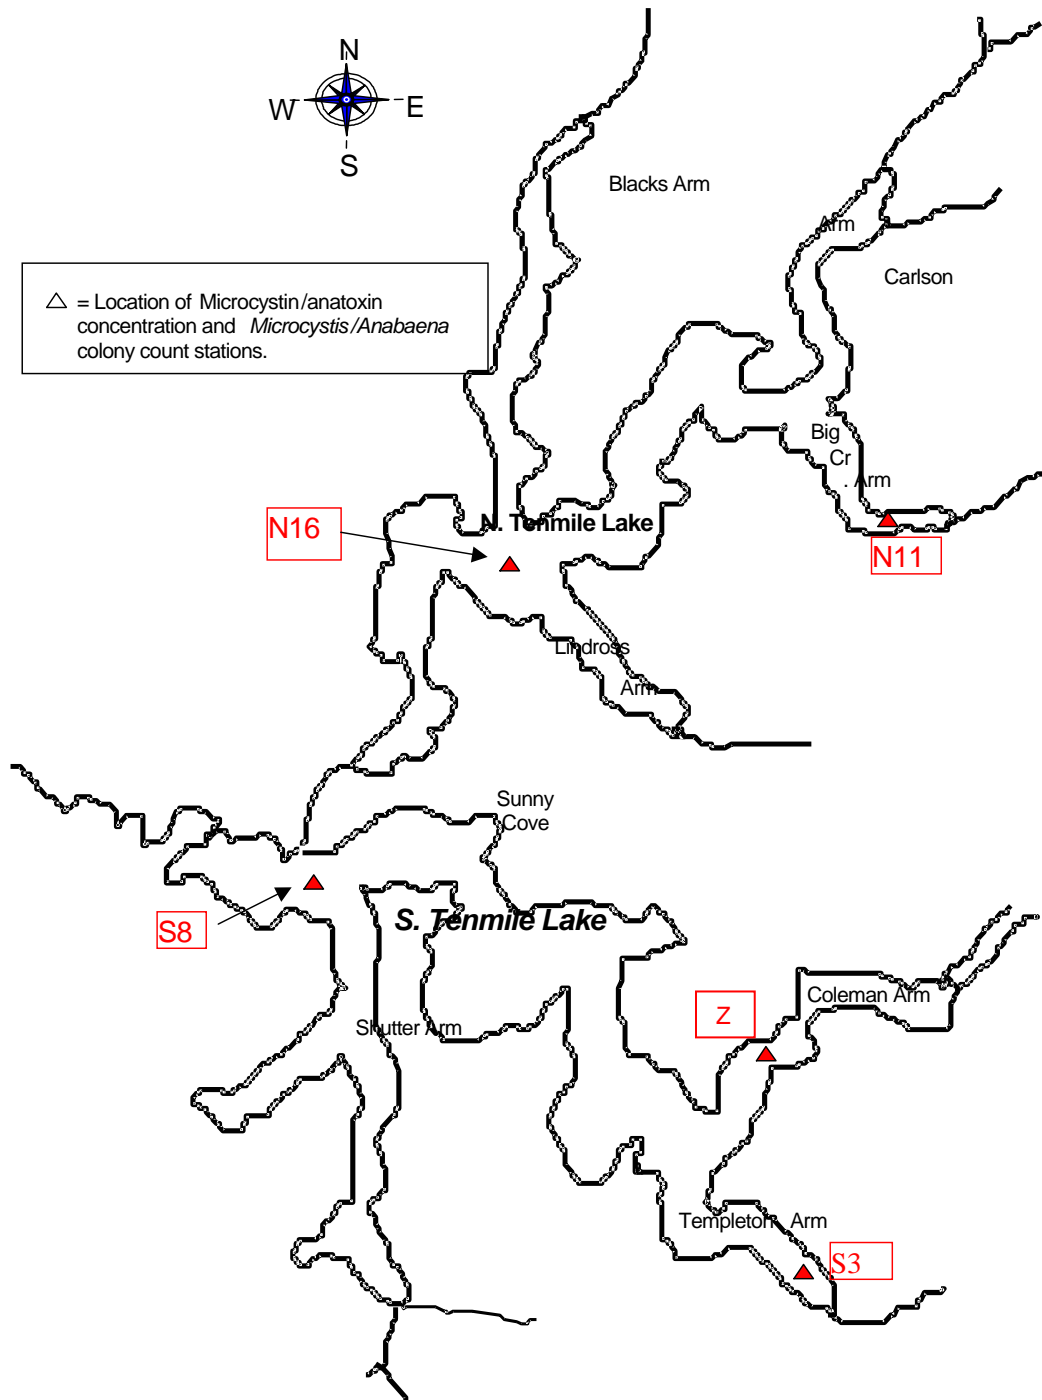 N
W E
S
Blacks Arm
Arm
Carlson
△ = Location of Microcystin/anatoxin
concentration and Microcystis/Anabaena
colony count stations.
Big
Cr
. Arm
N16
N. Tenmile Lake
N11
Lindross
Arm
Sunny
Cove
S8
S. Tenmile Lake
Z
Coleman Arm
Shutter Arm
Templeton Arm
S3